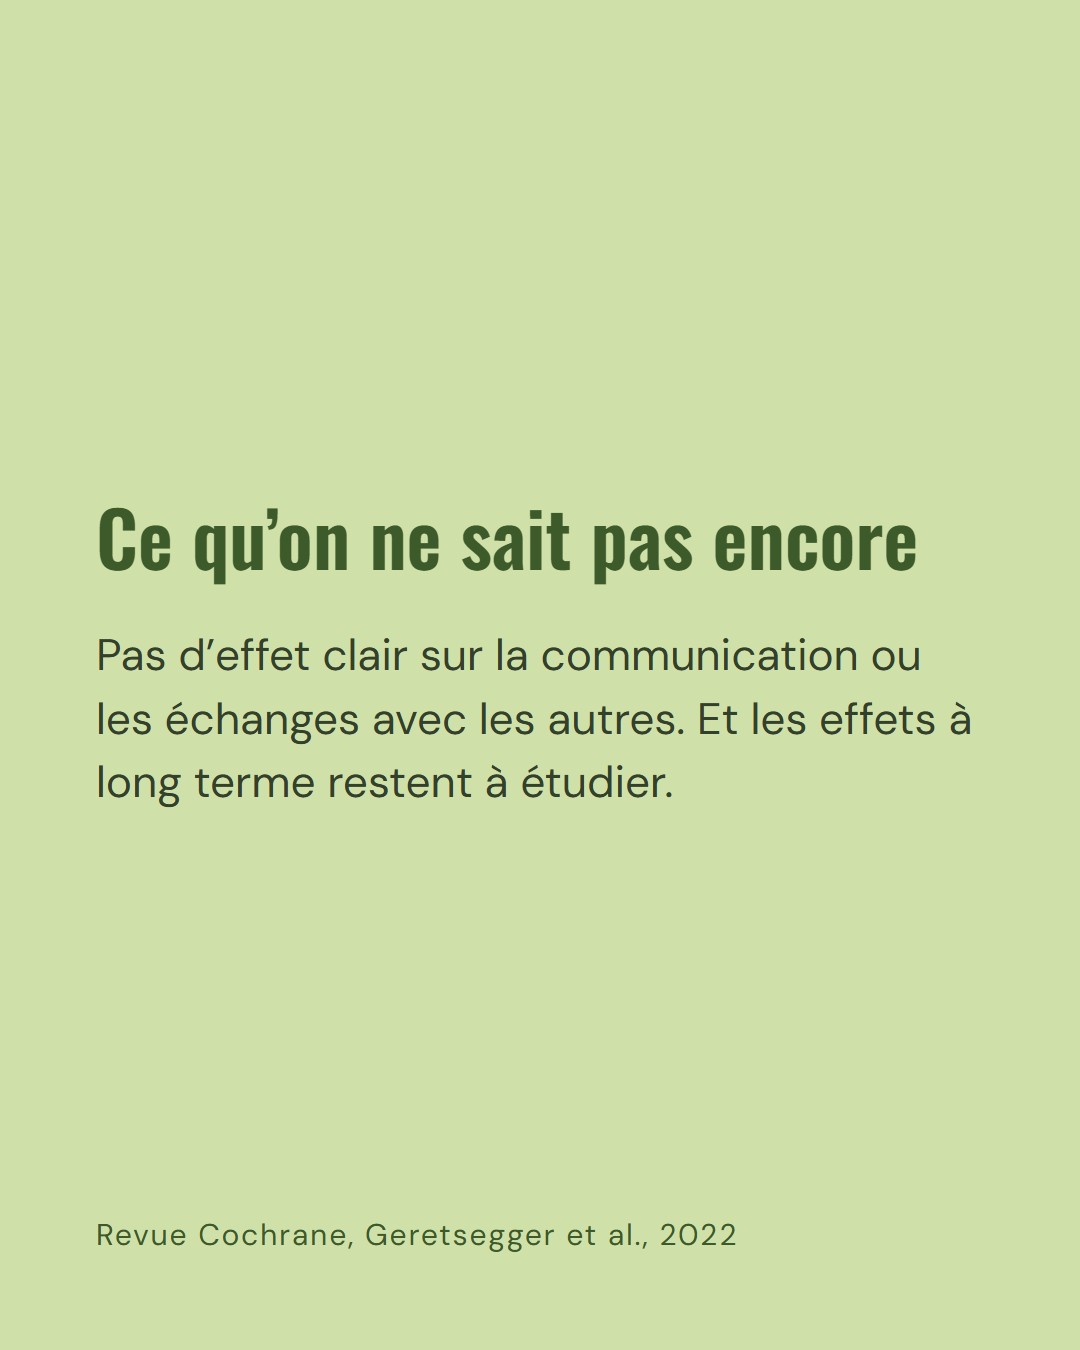 Ce qu’on ne sait pas encore
Pas d’effet clair sur la communication ou
les échanges avec les autres. Et les effets à
long terme restent à étudier.
Revue Cochrane, Geretsegger et al., 2022